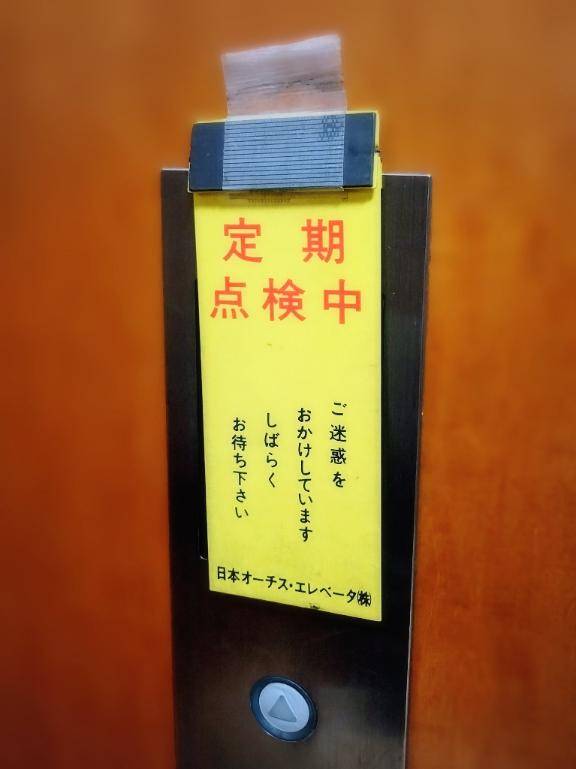 定期
点検中
ご迷惑を
おかけしています
しばらく
お待ち下さい
日本オーチス・エレベータ㈱